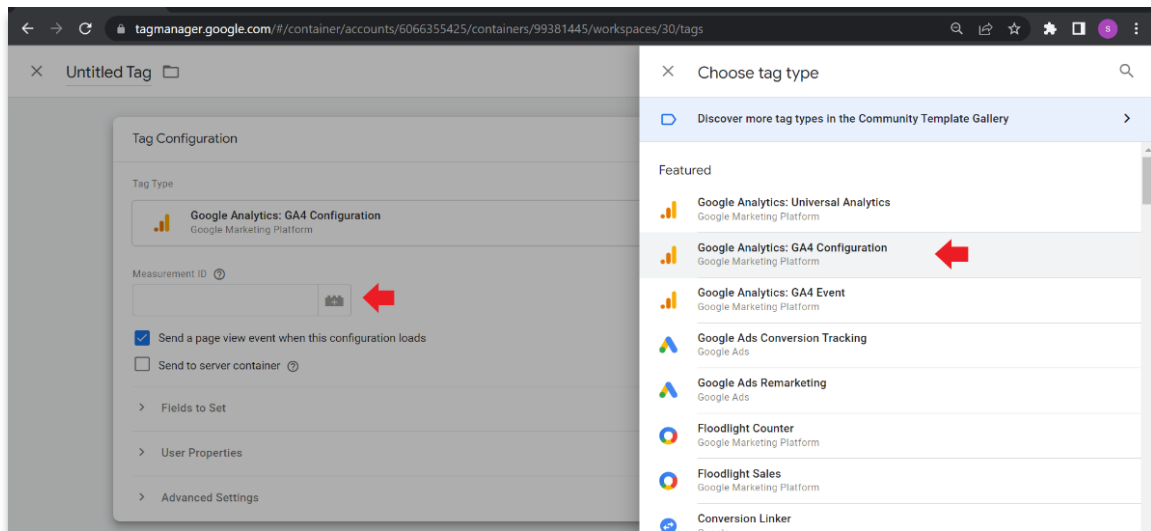 tagmanager.google.com/#/container/accounts/6066355425/containers/99381445/workspaces/30/tags
s
Untitled Tag
Tag Configuration
Tag Type
Google Analytics: GA4 Configuration
Google Marketing Platform
Measurement ID
Send a page view event when this configuration loads
Send to server container
Fields to Set
User Properties
Advanced Settings
Choose tag type
Discover more tag types in the Community Template Gallery
Featured
Google Analytics: Universal Analytics
Google Marketing Platform
Google Analytics: GA4 Configuration
Google Marketing Platform
Google Analytics: GA4 Event
Google Marketing Platform
Google Ads Conversion Tracking
Google Ads
Google Ads Remarketing
Google Ads
Floodlight Counter
Google Marketing Platform
Floodlight Sales
Google Marketing Platform
Conversion Linker